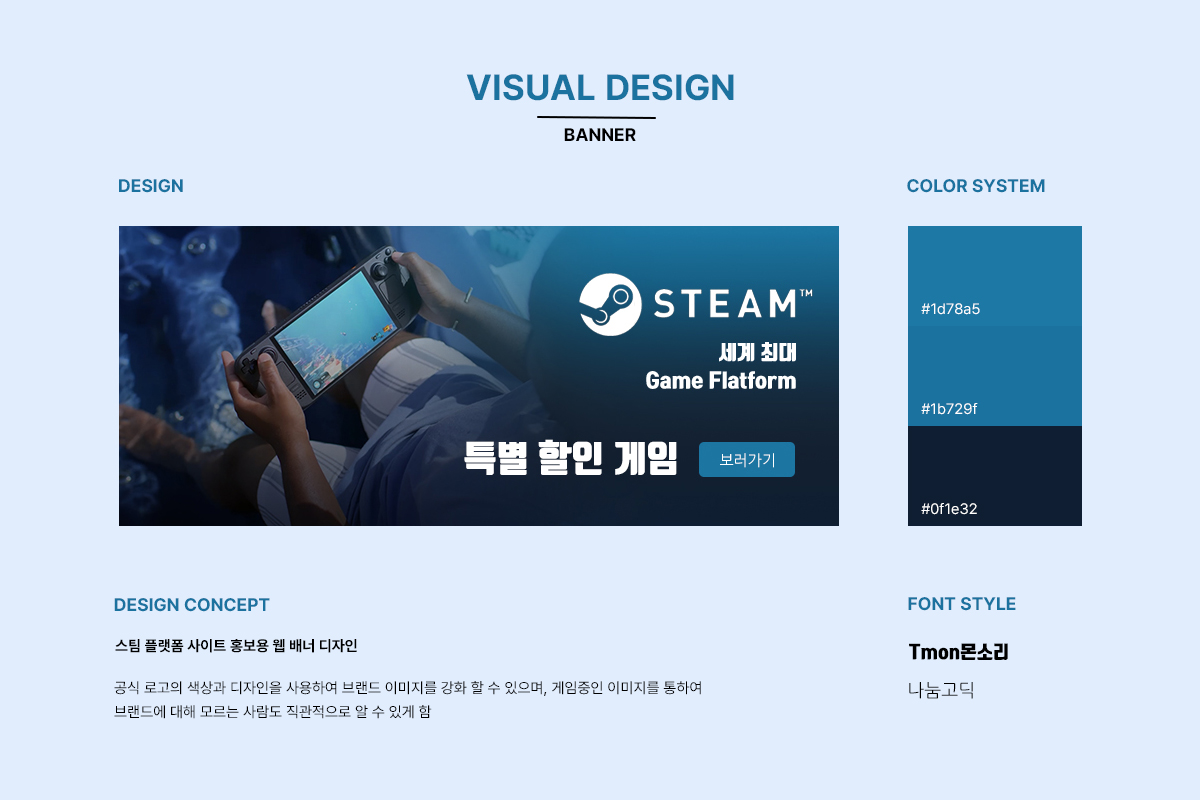 VISUAL DESIGN
BANNER
DESIGN
STEAM™
세계 최대
Game Flatform
특별 할인 게임
보러가기
COLOR SYSTEM
#1d78a5
#1b729f
#0f1e32
DESIGN CONCEPT
스팀 플랫폼 사이트 홍보용 웹 배너 디자인
공식 로고의 색상과 디자인을 사용하여 브랜드 이미지를 강화 할 수 있으며, 게임중인 이미지를 통하여
브랜드에 대해 모르는 사람도 직관적으로 알 수 있게 함
FONT STYLE
Tmon몬소리
나눔고딕